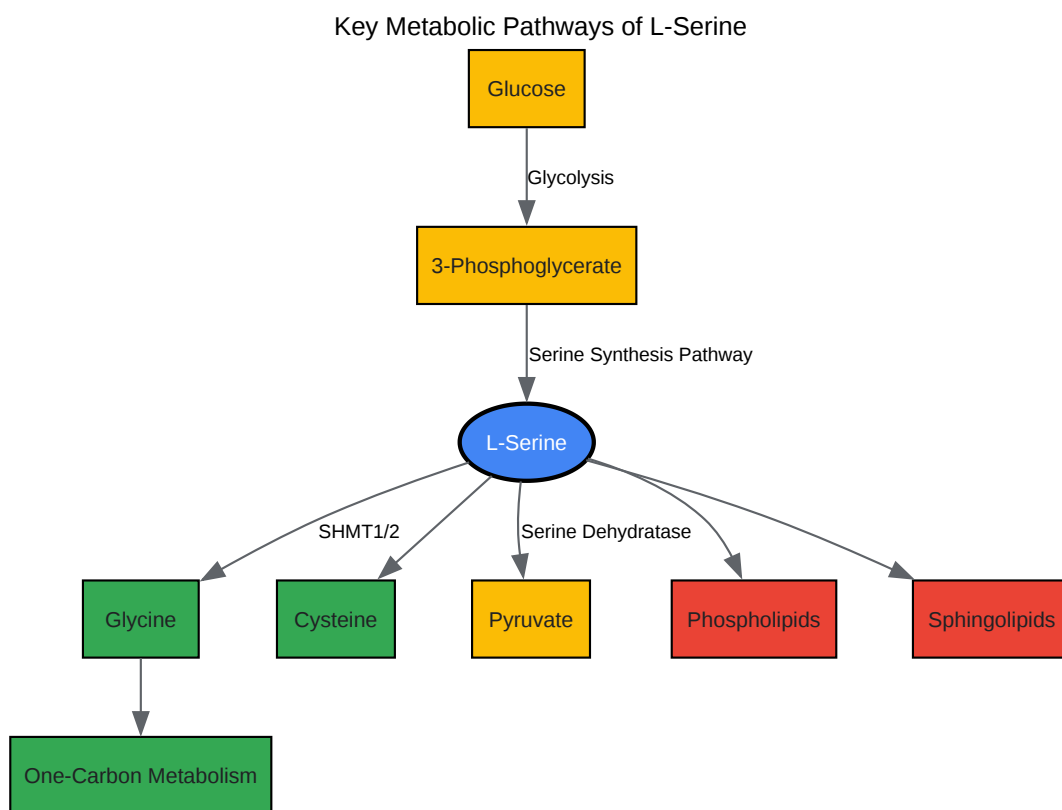 Key Metabolic Pathways of L-Serine
Glucose
Glycolysis
3-Phosphoglycerate
Serine Synthesis Pathway
L-Serine
SHMT1/2
Serine Dehydratase
Glycine
Cysteine
Pyruvate
Phospholipids
Sphingolipids
One-Carbon Metabolism